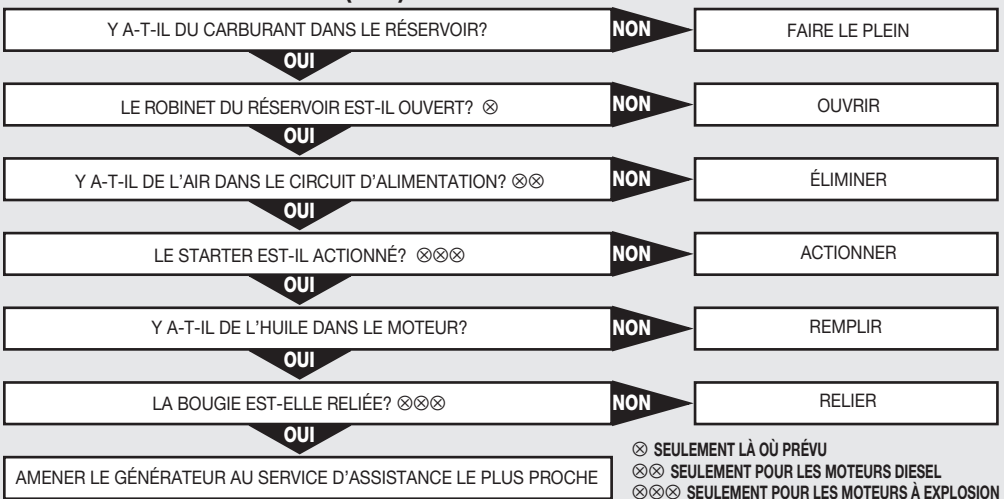 Y A-T-IL DU CARBURANT DANS LE RÉSERVOIR? NON FAIRE LE PLEIN
OUI
LE ROBINET DU RÉSERVOIR EST-IL OUVERT? ⊗ NON OUVRIR
OUI
Y A-T-IL DE L'AIR DANS LE CIRCUIT D'ALIMENTATION? ⊗⊗ NON ÉLIMINER
OUI
LE STARTER EST-IL ACTIONNÉ? ⊗⊗⊗ NON ACTIONNER
OUI
Y A-T-IL DE L'HUILE DANS LE MOTEUR? NON REMPLIR
OUI
LA BOUGIE EST-ELLE RELIÉE? ⊗⊗⊗ NON RELIER
OUI
AMENER LE GÉNÉRATEUR AU SERVICE D'ASSISTANCE LE PLUS PROCHE
⊗ SEULEMENT LÀ OÙ PRÉVU
⊗⊗ SEULEMENT POUR LES MOTEURS DIESEL
⊗⊗⊗ SEULEMENT POUR LES MOTEURS À EXPLOSION